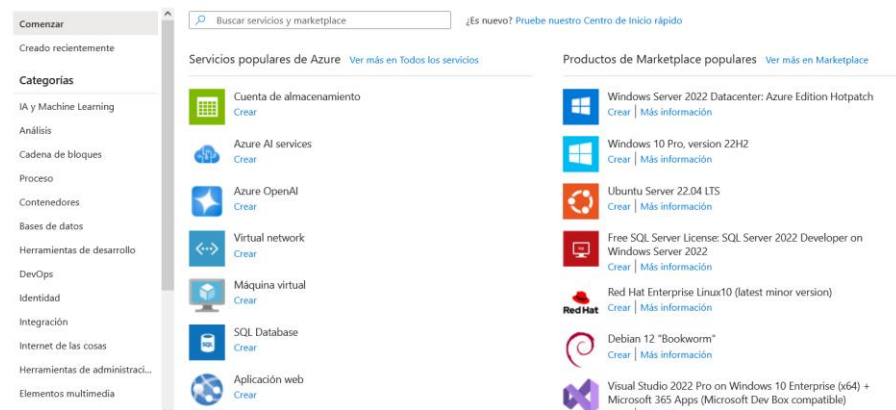 Comenzar
Creado recientemente
Categorías
IA y Machine Learning
Análisis
Cadena de bloques
Proceso
Contenedores
Bases de datos
Herramientas de desarrollo
DevOps
Identidad
Integración
Internet de las cosas
Herramientas de administraci...
Elementos multimedia
Buscar servicios y marketplace
¿Es nuevo? Pruebe nuestro Centro de Inicio rápido
Servicios populares de Azure Ver más en Todos los servicios
Cuenta de almacenamiento
Crear
Azure AI services
Crear
Azure OpenAI
Crear
Virtual network
Crear
Máquina virtual
Crear
SQL
SQL Database
Crear
Aplicación web
Crear
Productos de Marketplace populares Ver más en Marketplace
Windows Server 2022 Datacenter: Azure Edition Hotpatch
Crear | Más información
Windows 10 Pro, version 22H2
Crear | Más información
Ubuntu Server 22.04 LTS
Crear | Más información
Free SQL Server License: SQL Server 2022 Developer on
Windows Server 2022
Crear | Más información
Red Hat
Red Hat Enterprise Linux10 (latest minor version)
Crear | Más información
Debian 12 "Bookworm"
Crear | Más información
Visual Studio 2022 Pro on Windows 10 Enterprise (x64) +
Microsoft 365 Apps (Microsoft Dev Box compatible)